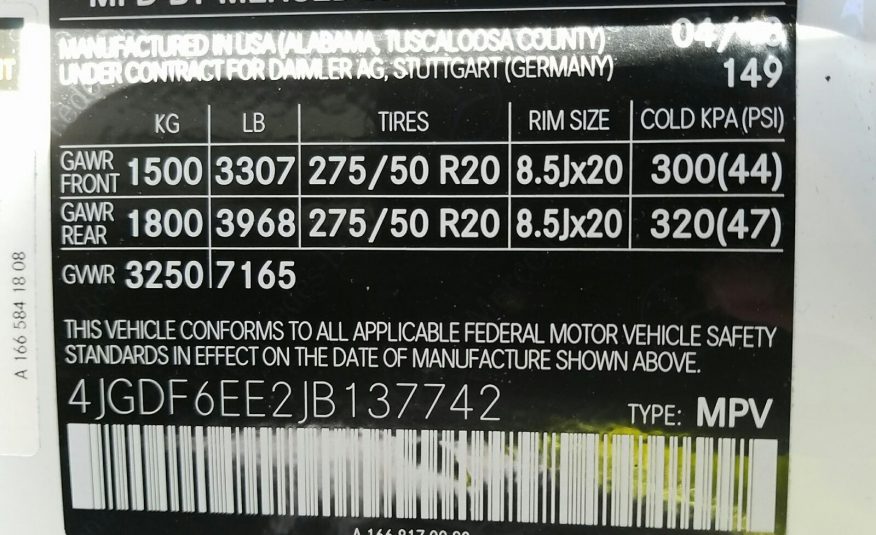 MFD BY
MANUFACTURED IN USA (ALABAMA, TUSCALOOSA COUNTY)
UNDER CONTRACT FOR DAIMLER AG, STUTTGART (GERMANY)
149
KG LB TIRES RIM SIZE COLD KPA (PSI)
GAWR FRONT 1500 3307 275/50 R20 8.5Jx20 300(44)
GAWR REAR 1800 3968 275/50 R20 8.5Jx20 320(47)
GVWR 3250 7165
THIS VEHICLE CONFORMS TO ALL APPLICABLE FEDERAL MOTOR VEHICLE SAFETY
STANDARDS IN EFFECT ON THE DATE OF MANUFACTURE SHOWN ABOVE.
4JGDF6EE2JB137742 TYPE: MPV
A 166 584 18 08